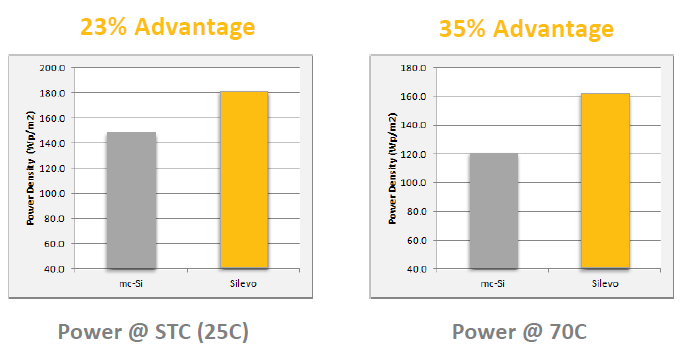 23% Advantage
35% Advantage
Power Density (Wp/m2)
200.0
180.0
160.0
140.0
120.0
100.0
80.0
60.0
40.0
mc-Si
Silevo
Power Density (Wp/m2)
180.0
160.0
140.0
120.0
100.0
80.0
60.0
40.0
mc-Si
Silevo
Power @ STC (25C)
Power @ 70C